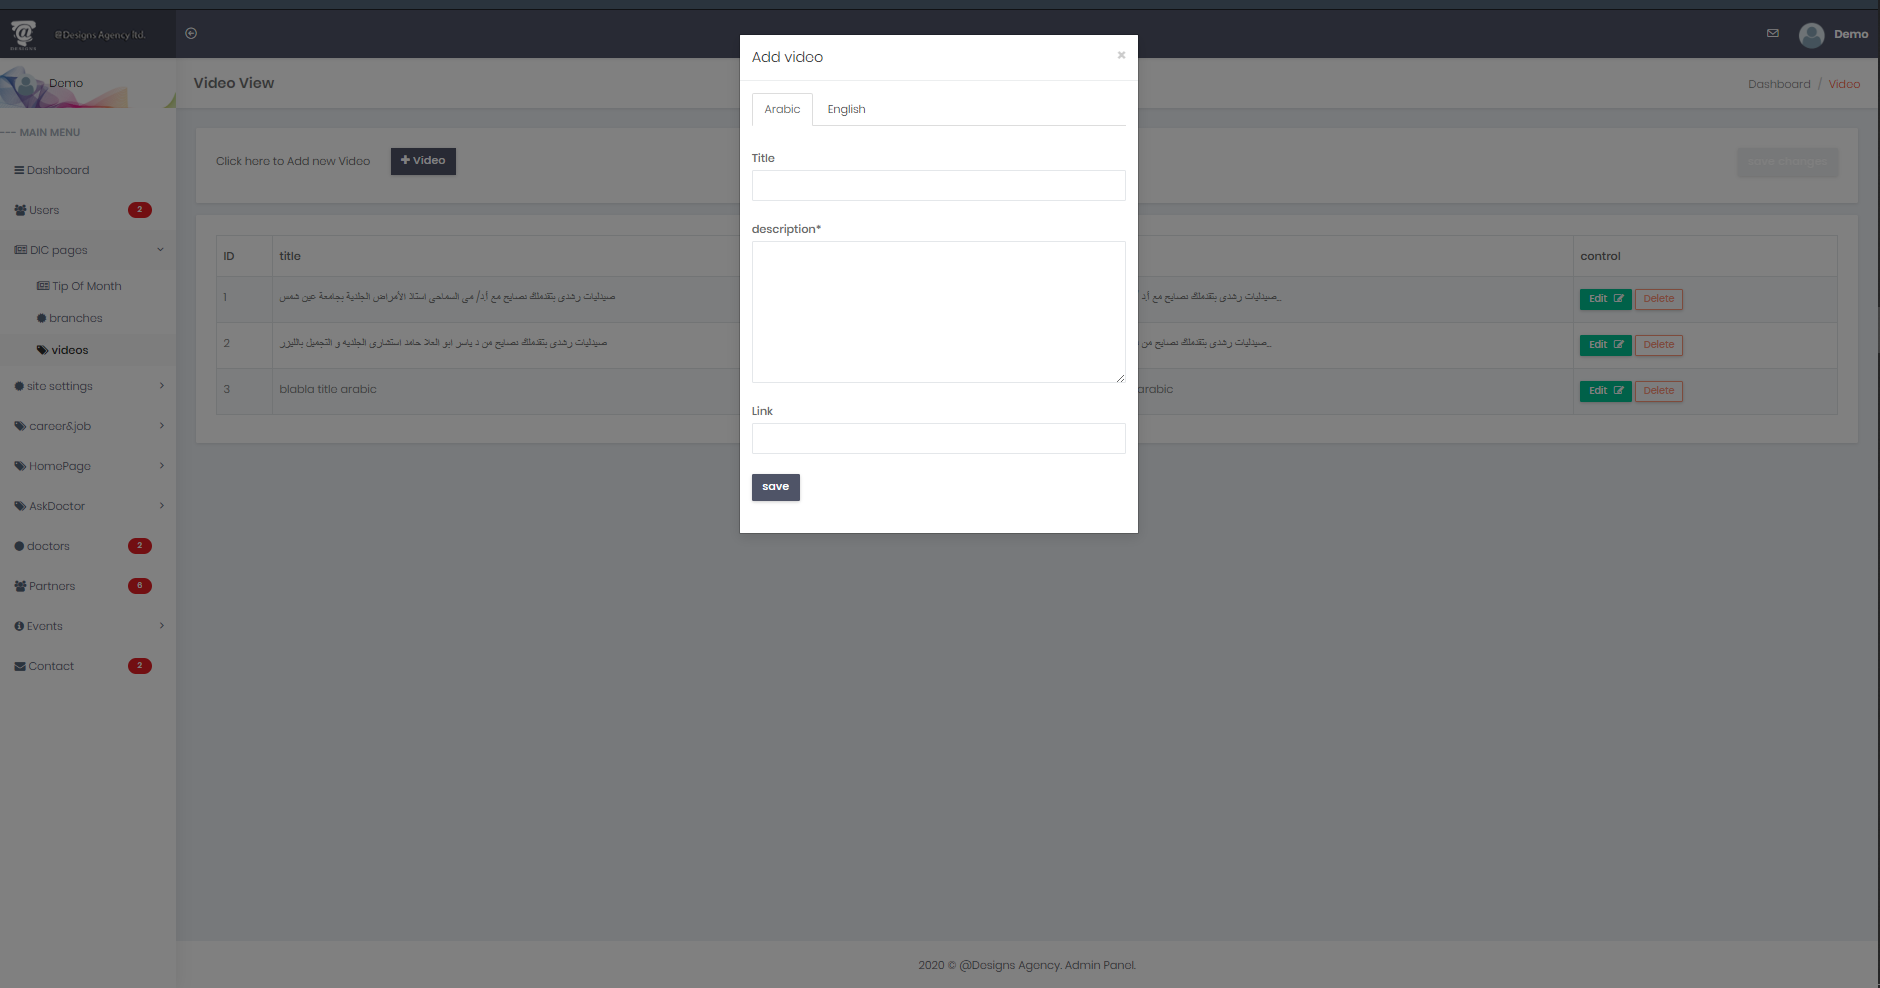 @Designs Agency ltd.
Demo
Demo
MAIN MENU
Dashboard
Users 2
DIC pages
Tip Of Month
branches
videos
site settings
career&job
HomePage
AskDoctor
doctors 2
Partners 6
Events
Contact 2
Video View
Dashboard / Video
Click here to Add new Video
+ Video
save changes
ID title control
1 صيدليات رشدى بتقدملك نصايح مع أ.د/ مى السماحى استاذ الأمراض الجلدية بجامعة عين شمس صيدليات رشدى بتقدملك نصايح مع أ.د... Edit Delete
2 صيدليات رشدى بتقدملك نصايح من د ياسر ابو العلا حامد استشارى الجلديه و التجميل بالليزر صيدليات رشدى بتقدملك نصايح من... Edit Delete
3 blabla title arabic arabic Edit Delete
Add video ×
Arabic English
Title
description*
Link
save
2020 © @Designs Agency. Admin Panel.